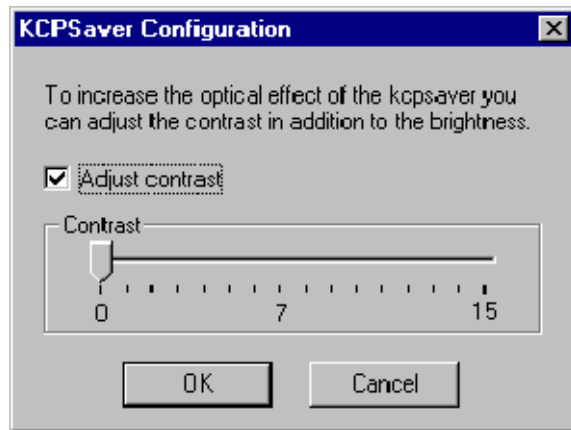 KCPSaver Configuration
To increase the optical effect of the kcpsaver you
can adjust the contrast in addition to the brightness.
Adjust contrast
Contrast
0 7 15
OK Cancel